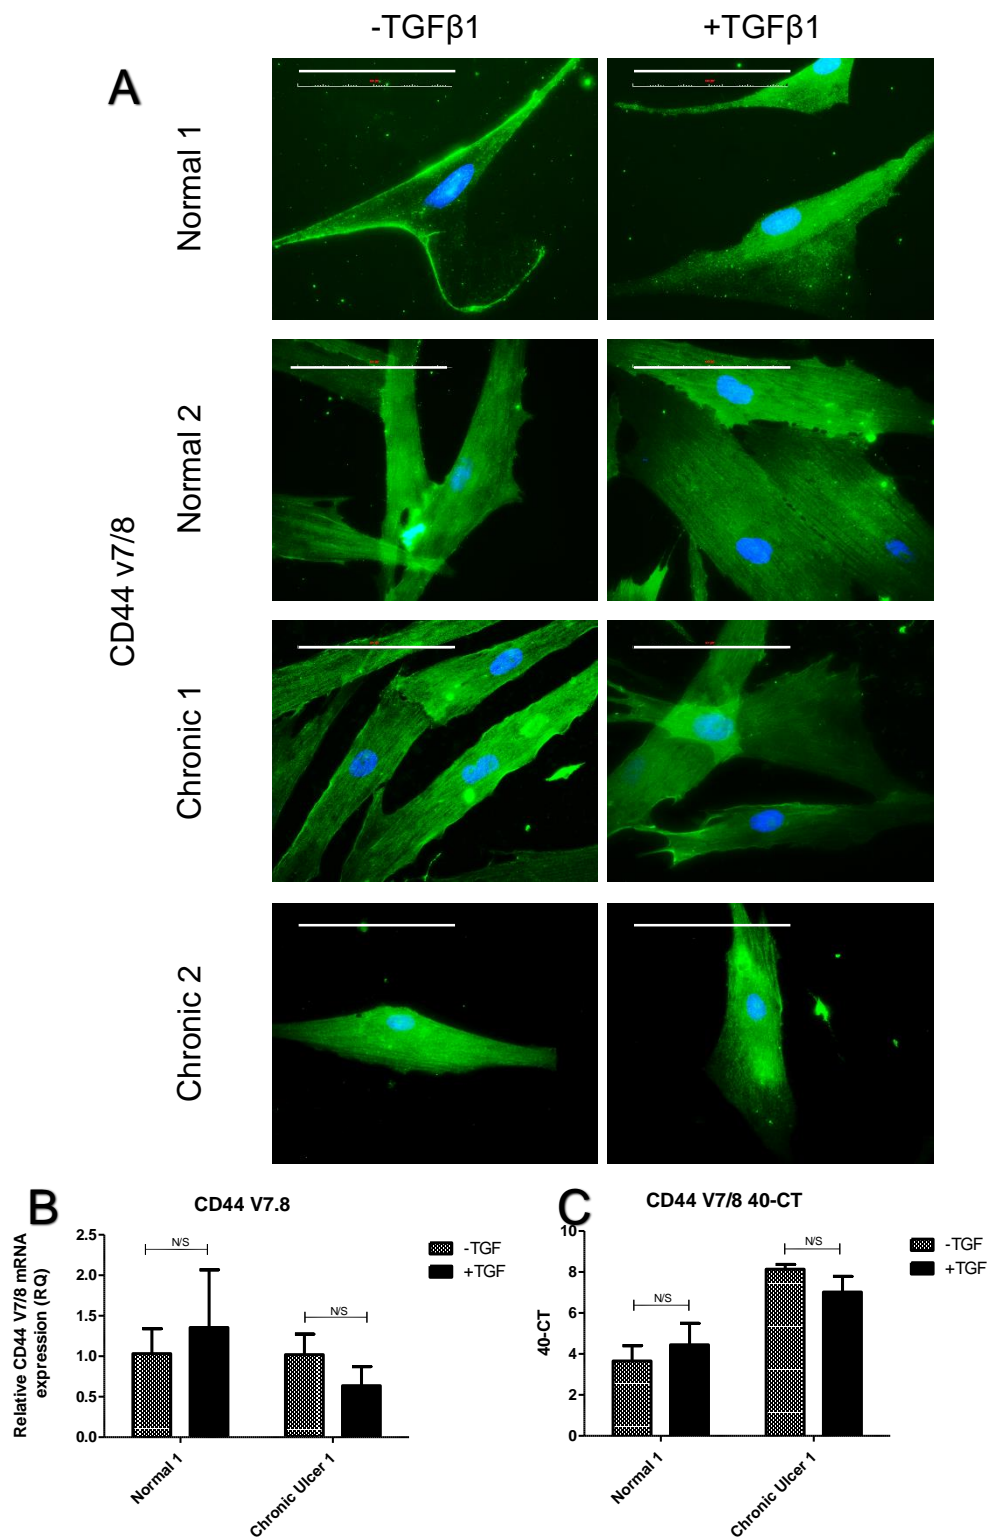 -TGFβ1
+TGFβ1
A
CD44 v7/8
Normal 1
Normal 2
Chronic 1
Chronic 2
B
CD44 V7.8
Relative CD44 V7/8 mRNA
expression (RQ)
2.5
2.0
1.5
1.0
0.5
0.0
N/S
N/S
-TGF
+TGF
Normal 1
Chronic Ulcer 1
C
CD44 V7/8 40-CT
40-CT
10
8
6
4
2
0
N/S
N/S
-TGF
+TGF
Normal 1
Chronic Ulcer 1